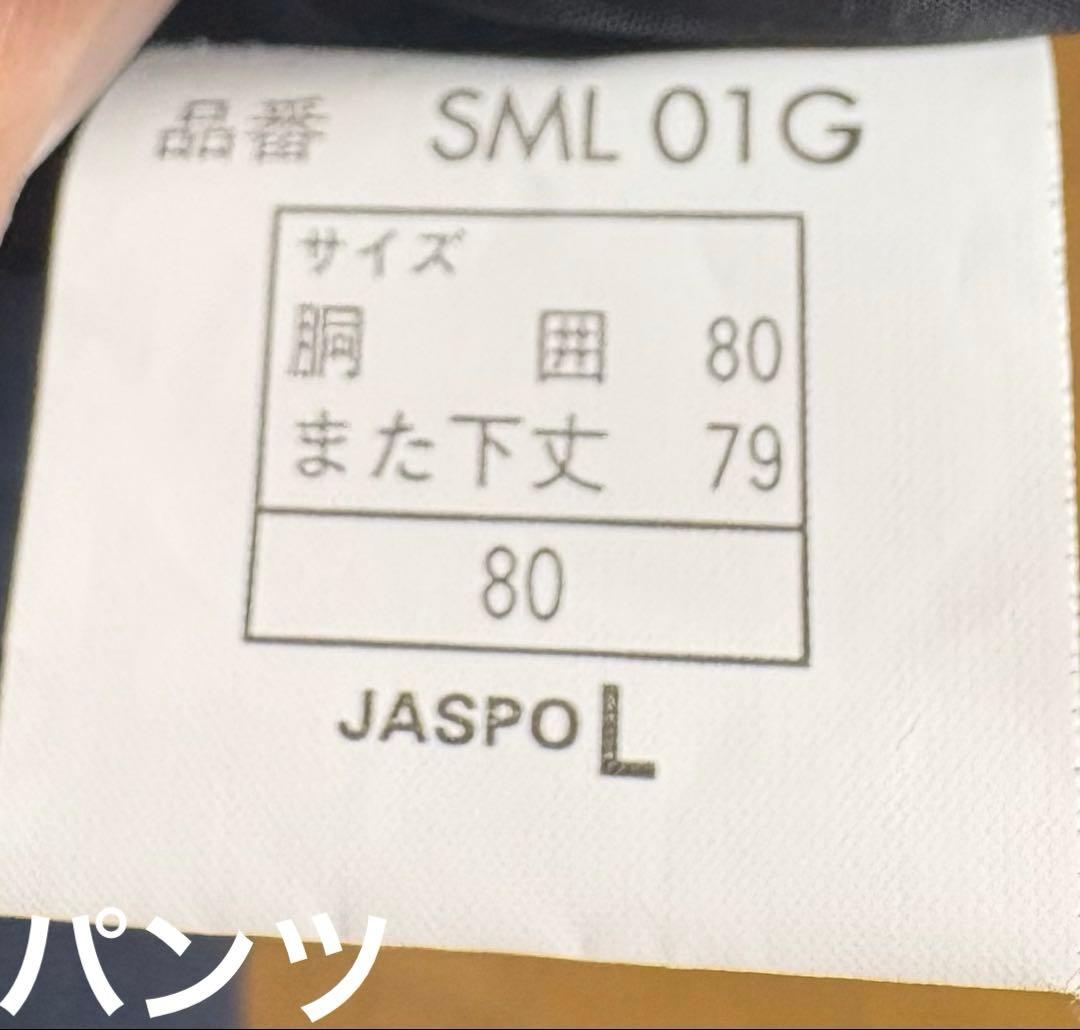 品番 SML 01G
サイズ
胴囲 80
また下丈 79
80
JASPO L
パンツ